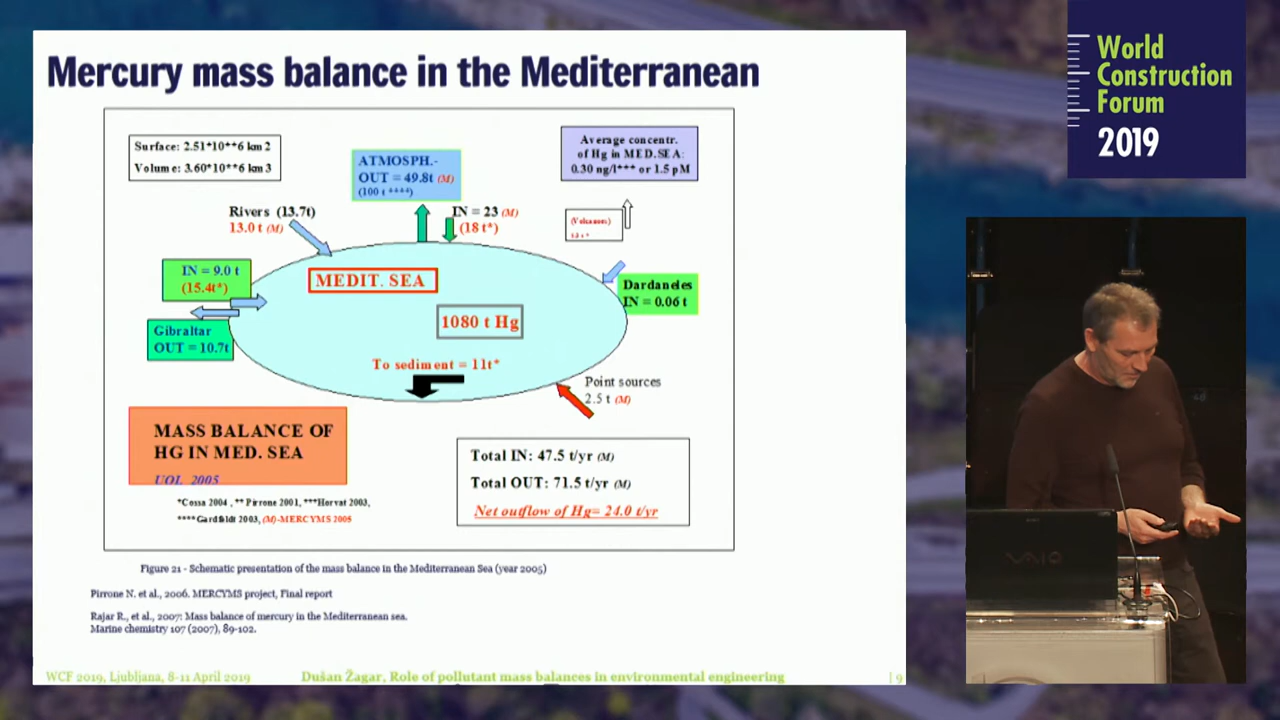 Mercury mass balance in the Mediterranean
World
Construction
Forum
2019
Surface: 2.51*10**6 km2
Volume: 3.60*10**6 km3
ATMOSPH.-
OUT = 49.8t (M)
(100 t ****)
Average concentr.
of Hg in MED.SEA:
0.30 ng/l*** or 1.5 pM
Rivers (13.7t)
13.0 t (M)
IN = 23 (M)
(18 t*)
IN = 9.0 t
(15.4t*)
MEDIT. SEA
Dardaneles
IN = 0.06 t
1080 t Hg
Gibraltar
OUT = 10.7t
To sediment = 11t*
Point sources
2.5 t (M)
MASS BALANCE OF
HG IN MED. SEA
UOL 2005
Total IN: 47.5 t/yr (M)
Total OUT: 71.5 t/yr (M)
Net outflow of Hg= 24.0 t/yr
*Cossa 2004 , ** Pirrone 2001, ***Horvat 2003,
****Gardfeldt 2003, (M)-MERCYMS 2005
Figure 21 - Schematic presentation of the mass balance in the Mediterranean Sea (year 2005)
Pirrone N. et al., 2006. MERCYMS project, Final report
Rajar R., et al., 2007: Mass balance of mercury in the Mediterranean sea.
Marine chemistry 107 (2007), 89-102.
WCF 2019, Ljubljana, 8-11 April 2019
Dušan Žagar, Role of pollutant mass balances in environmental engineering
| 9
VAIO